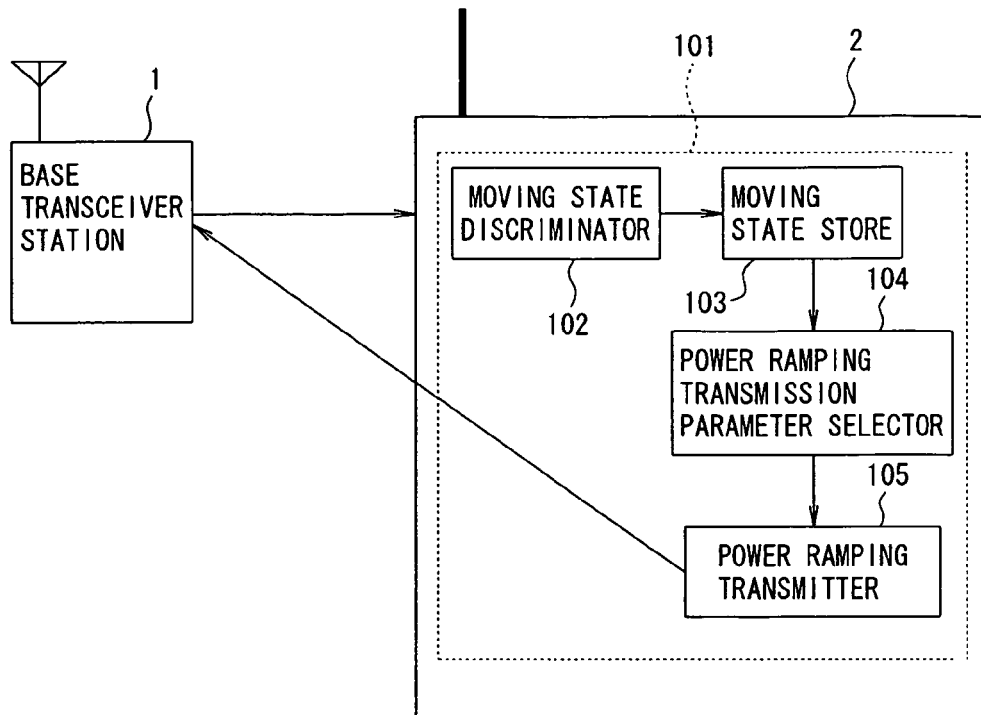 101
2
1
BASE
TRANSCEIVER
STATION
MOVING STATE
DISCRIMINATOR
102
MOVING
STATE STORE
103
104
POWER RAMPING
TRANSMISSION
PARAMETER SELECTOR
105
POWER RAMPING
TRANSMITTER